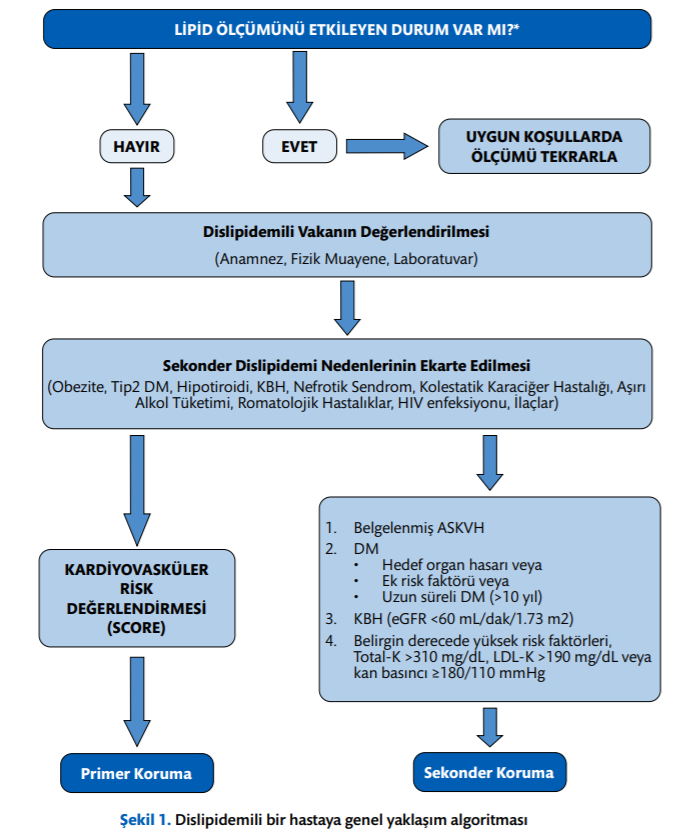 LİPİD ÖLÇÜMÜNÜ ETKİLEYEN DURUM VAR MI?*
HAYIR
EVET
UYGUN KOŞULLARDA
ÖLÇÜMÜ TEKRARLA
Dislipidemili Vakanın Değerlendirilmesi
(Anamnez, Fizik Muayene, Laboratuvar)
Sekonder Dislipidemi Nedenlerinin Ekarte Edilmesi
(Obezite, Tip2 DM, Hipotiroidi, KBH, Nefrotik Sendrom, Kolestatik Karaciğer Hastalığı, Aşırı
Alkol Tüketimi, Romatolojik Hastalıklar, HIV enfeksiyonu, İlaçlar)
KARDİYOVASKÜLER
RİSK
DEĞERLENDİRMESİ
(SCORE)
1. Belgelenmiş ASKVH
2. DM
• Hedef organ hasarı veya
• Ek risk faktörü veya
• Uzun süreli DM (>10 yıl)
3. KBH (eGFR <60 mL/dak/1.73 m2)
4. Belirgin derecede yüksek risk faktörleri,
Total-K >310 mg/dL, LDL-K >190 mg/dL veya
kan basıncı ≥180/110 mmHg
Primer Koruma
Sekonder Koruma
Şekil 1. Dislipidemili bir hastaya genel yaklaşım algoritması